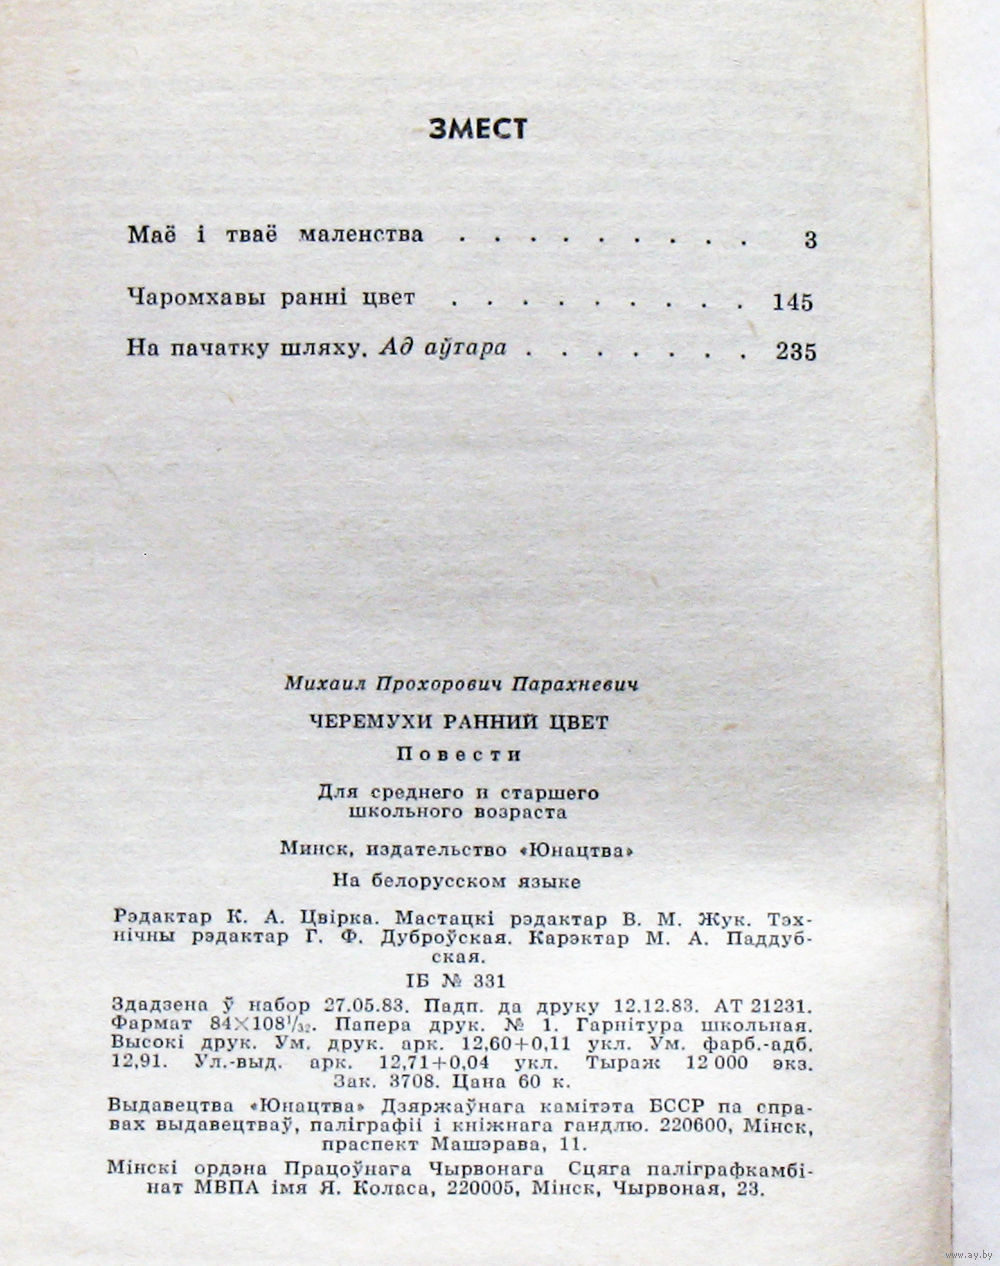 ЗМЕСТ
Маё і тваё маленства . . . . . . . . . 3
Чаромхавы ранні цвет . . . . . . . . . 145
На пачатку шляху. Ад аўтара . . . . . . . 235
Михаил Прохорович Парахневич
ЧЕРЕМУХИ РАННИЙ ЦВЕТ
Повести
Для среднего и старшего
школьного возраста
Минск, издательство «Юнацтва»
На белорусском языке
Рэдактар К. А. Цвірка. Мастацкі рэдактар В. М. Жук. Тэх-
нічны рэдактар Г. Ф. Дуброўская. Карэктар М. А. Паддуб-
ская.
ІБ № 331
Здадзена ў набор 27.05.83. Падп. да друку 12.12.83. АТ 21231.
Фармат 84×108¹/₃₂. Папера друк. № 1. Гарнітура школьная.
Высокі друк. Ум. друк. арк. 12,60+0,11 укл. Ум. фарб.-адб.
12,91. Ул.-выд. арк. 12,71+0,04 укл. Тыраж 12 000 экз.
Зак. 3708. Цана 60 к.
Выдавецтва «Юнацтва» Дзяржаўнага камітэта БССР па спра-
вах выдавецтваў, паліграфіі і кніжнага гандлю. 220600, Мінск,
праспект Машэрава, 11.
Мінскі ордэна Працоўнага Чырвонага Сцяга паліграфкамбі-
нат МВПА імя Я. Коласа, 220005, Мінск, Чырвоная, 23.
www.ay.by